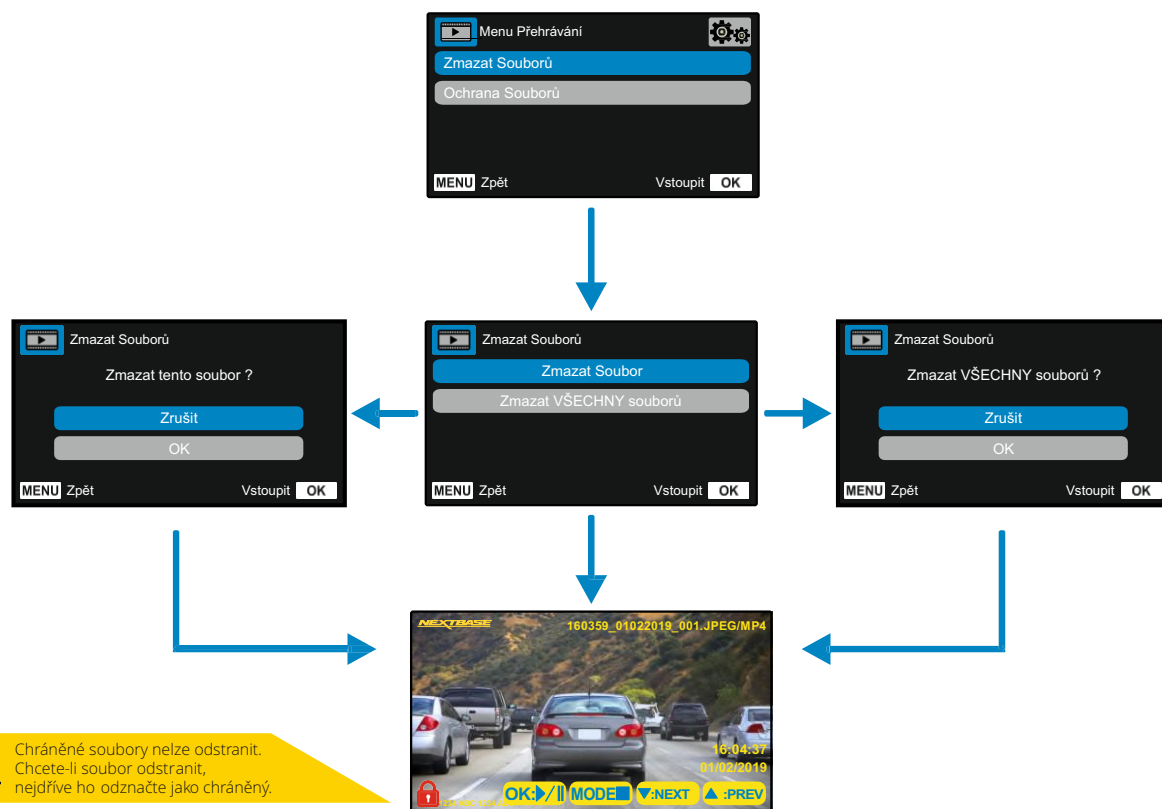 Menu Přehrávání
Zmazat Souborů
Ochrana Souborů
MENU Zpět Vstoupit OK
Zmazat Souborů
Zmazat tento soubor ?
Zrušit
OK
MENU Zpět Vstoupit OK
Zmazat Souborů
Zmazat Soubor
Zmazat VŠECHNY souborů
MENU Zpět Vstoupit OK
Zmazat Souborů
Zmazat VŠECHNY souborů ?
Zrušit
OK
MENU Zpět Vstoupit OK
NEXTBASE 160359_01022019_001.JPEG/MP4
16:04:37
01/02/2019
OK: MODE :NEXT :PREV
Chráněné soubory nelze odstranit.
Chcete-li soubor odstranit,
nejdříve ho odznačte jako chráněný.